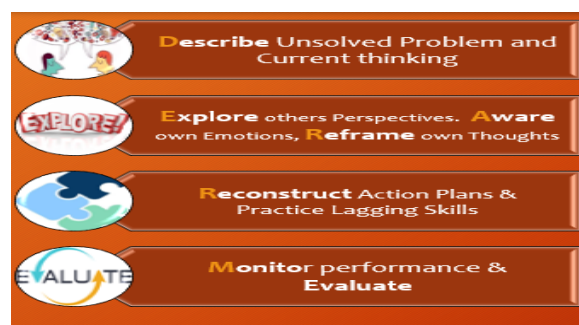 Describe Unsolved Problem and
Current thinking
EXPLORE!
Explore others Perspectives. Aware
own Emotions, Reframe own Thoughts
Reconstruct Action Plans &
Practice Lagging Skills
EVALUATE
Monitor performance &
Evaluate